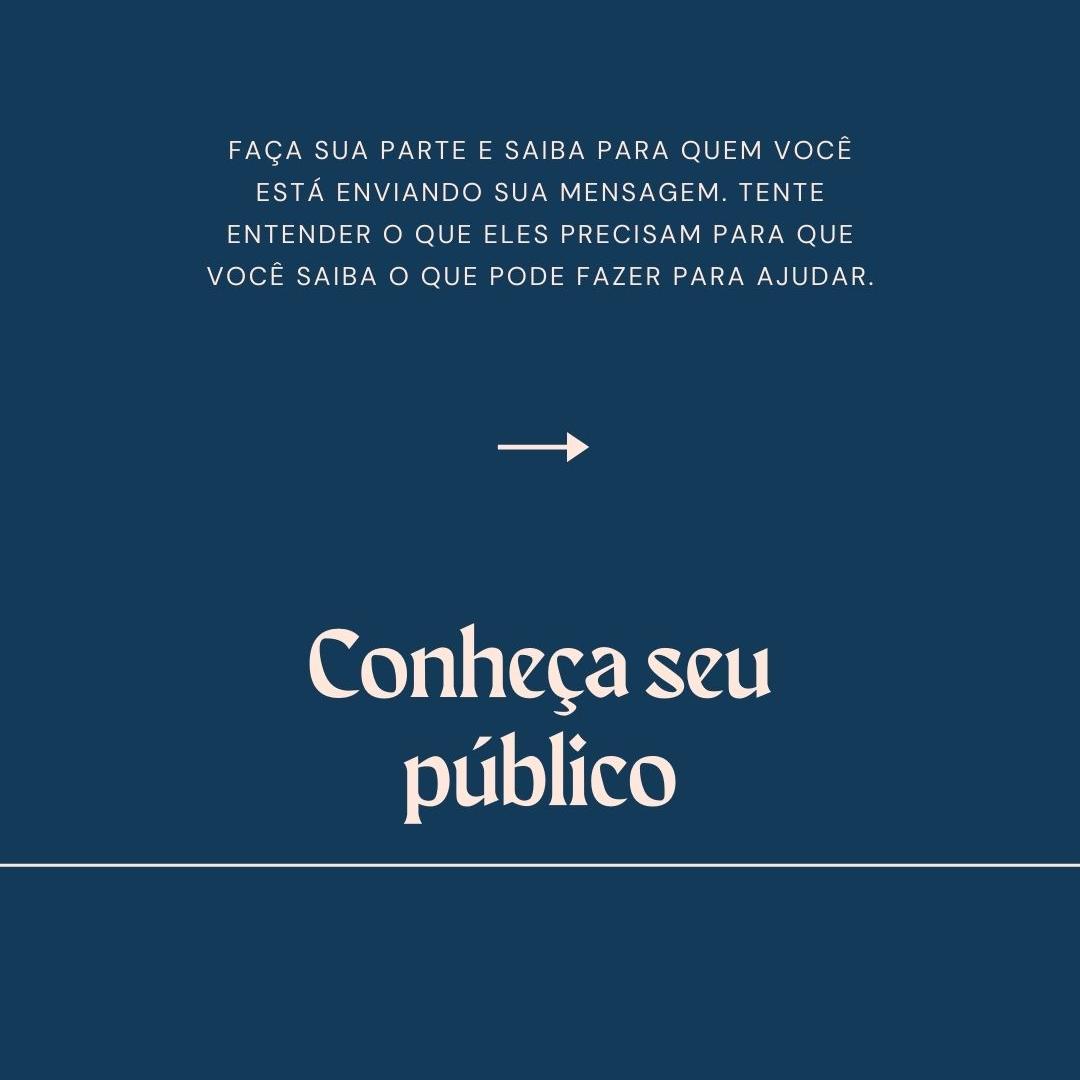 FAÇA SUA PARTE E SAIBA PARA QUEM VOCÊ
ESTÁ ENVIANDO SUA MENSAGEM. TENTE
ENTENDER O QUE ELES PRECISAM PARA QUE
VOCÊ SAIBA O QUE PODE FAZER PARA AJUDAR.
Conheça seu
público